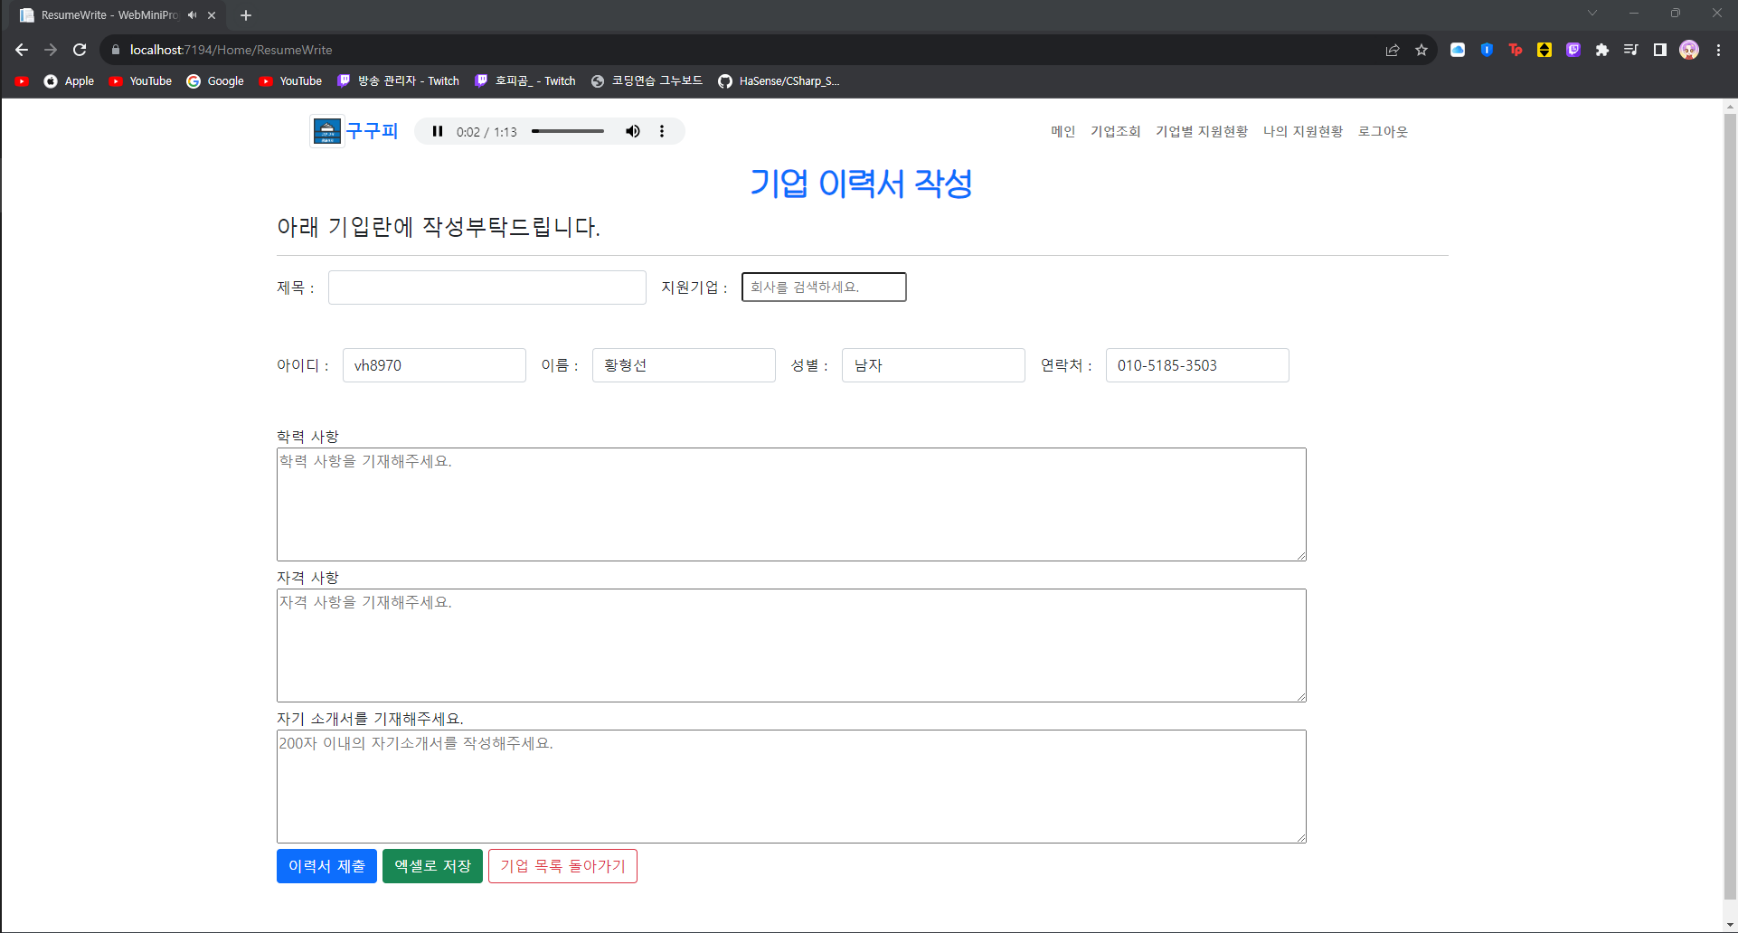 ResumeWrite - WebMiniPro
localhost:7194/Home/ResumeWrite
Apple YouTube Google YouTube 방송 관리자 - Twitch 호피곰_ - Twitch 코딩연습 그누보드 HaSense/CSharp_S...
구구피 0:02 / 1:13 메인 기업조회 기업별 지원현황 나의 지원현황 로그아웃
기업 이력서 작성
아래 기입란에 작성부탁드립니다.
제목 : 지원기업 : 회사를 검색하세요.
아이디 : vh8970 이름 : 황형선 성별 : 남자 연락처 : 010-5185-3503
학력 사항
학력 사항을 기재해주세요.
자격 사항
자격 사항을 기재해주세요.
자기 소개서를 기재해주세요.
200자 이내의 자기소개서를 작성해주세요.
이력서 제출 엑셀로 저장 기업 목록 돌아가기